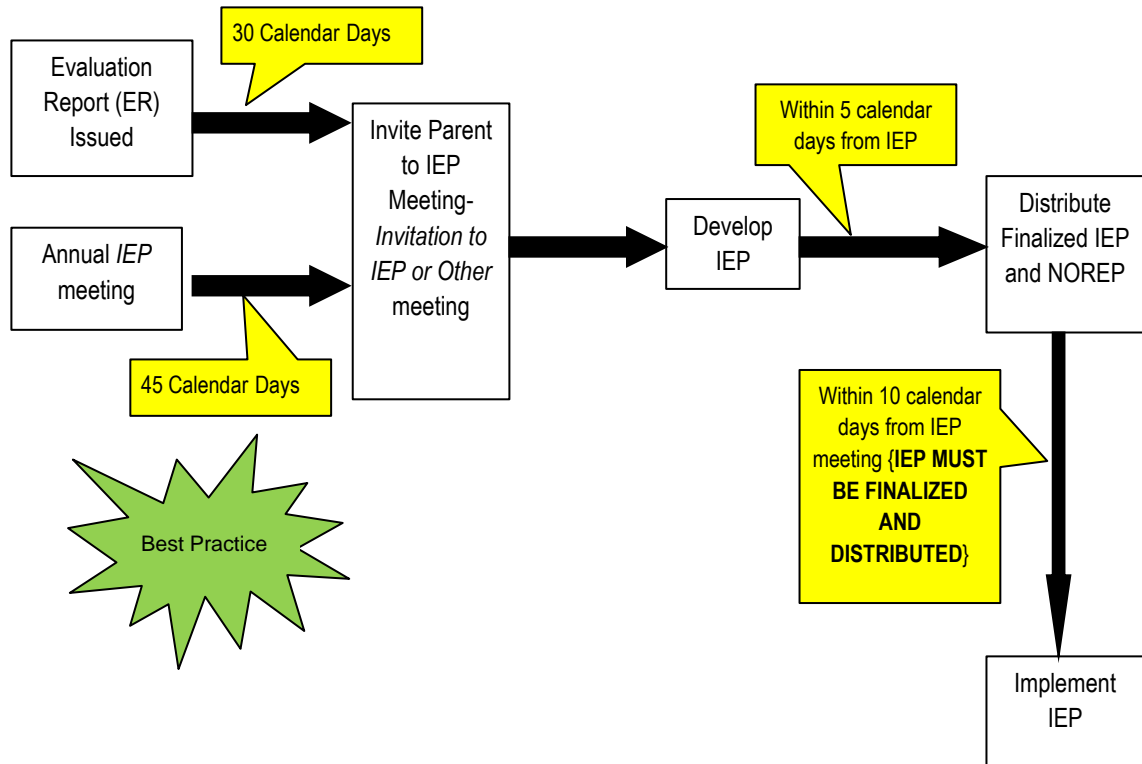 30 Calendar Days
Evaluation
Report (ER)
Issued
Invite Parent
to IEP
Meeting-
Invitation to
IEP or Other
meeting
Annual IEP
meeting
45 Calendar Days
Best Practice
Develop
IEP
Within 5 calendar
days from IEP
Distribute
Finalized IEP
and NOREP
Within 10 calendar
days from IEP
meeting {IEP MUST
BE FINALIZED
AND
DISTRIBUTED}
Implement
IEP